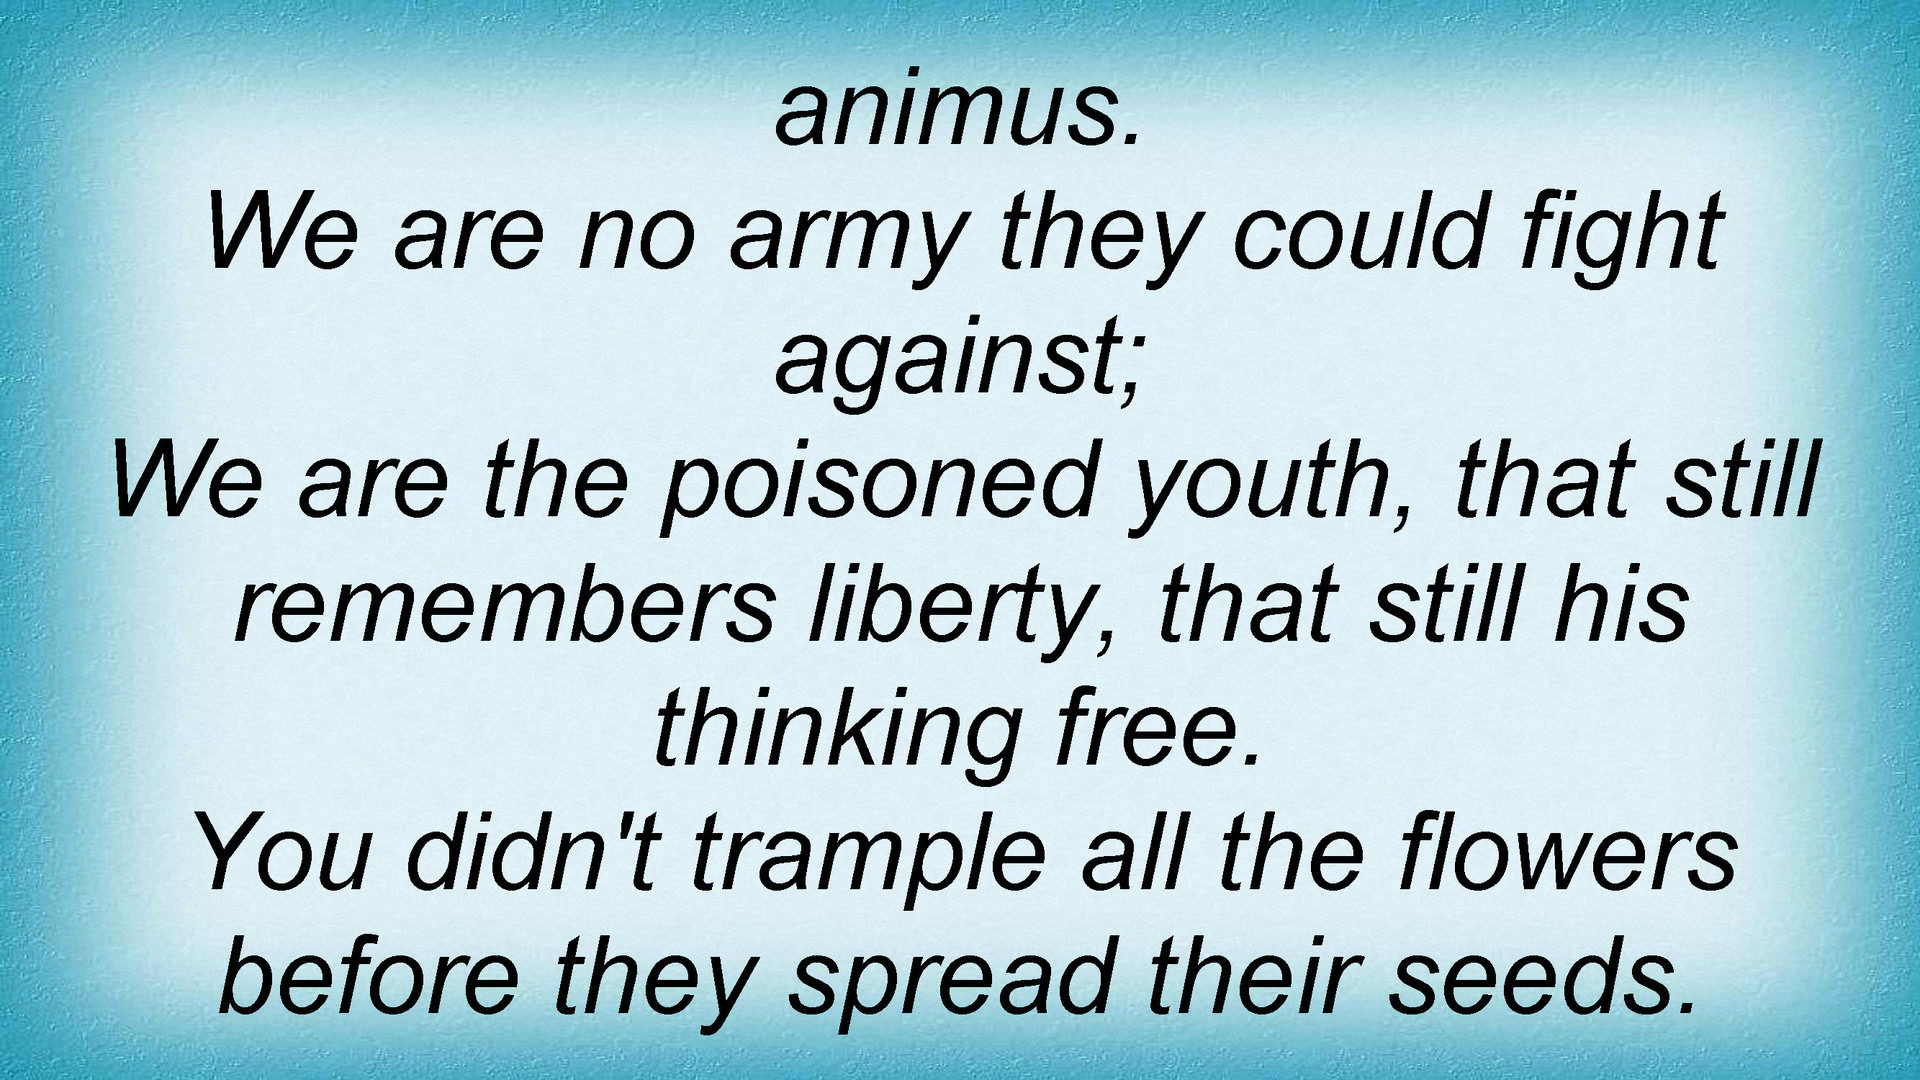 animus.
We are no army they could fight
against;
We are the poisoned youth, that still
remembers liberty, that still his
thinking free.
You didn't trample all the flowers
before they spread their seeds.